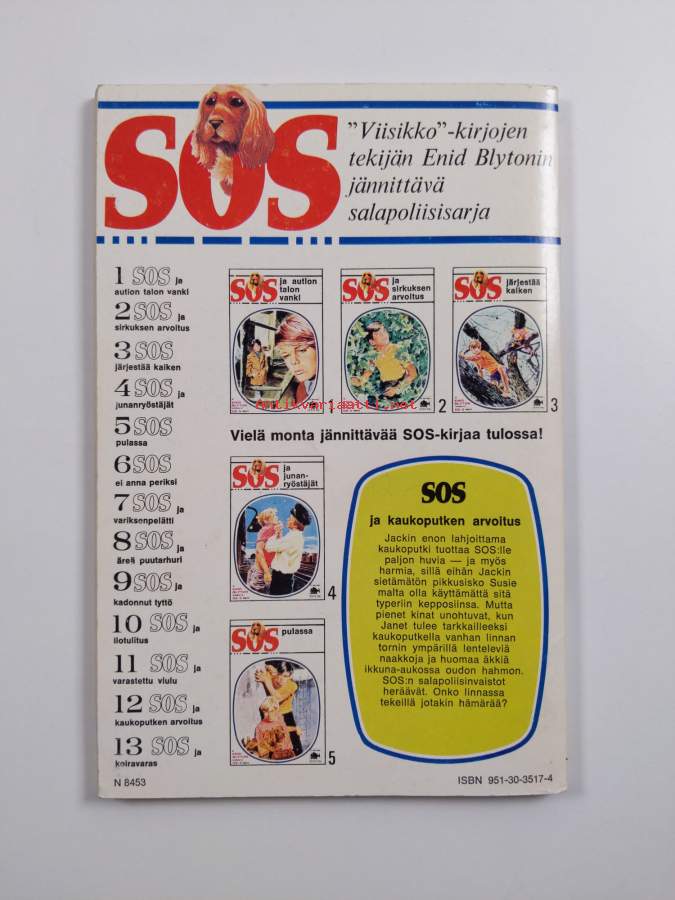 SOS
"Viisikko"-kirjojen
tekijän Enid Blytonin
jännittävä
salapoliisisarja
1 SOS ja
aution talon vanki
2 SOS ja
sirkuksen arvoitus
3 SOS
järjestää kaiken
4 SOS ja
junanryöstäjät
5 SOS
pulassa
6 SOS
ei anna periksi
7 SOS ja
variksenpelätti
8 SOS ja
äreä puutarhuri
9 SOS ja
kadonnut tyttö
10 SOS ja
ilotulitus
11 SOS ja
varastettu viulu
12 SOS ja
kaukoputken arvoitus
13 SOS ja
koiravaras
N 8453
SOS
ja aution
talon
vanki
SOS
ja
sirkuksen
arvoitus
2
SOS
järjestää
kaiken
3
Antikvariaatti.net
Vielä monta jännittävää SOS-kirjaa tulossa!
SOS
ja
junan-
ryöstäjät
4
SOS
pulassa
5
SOS
ja kaukoputken arvoitus
Jackin enon lahjoittama
kaukoputki tuottaa SOS:lle
paljon huvia — ja myös
harmia, sillä eihän Jackin
sietämätön pikkusisko Susie
malta olla käyttämättä sitä
typeriin kepposiinsa. Mutta
pienet kinat unohtuvat, kun
Janet tulee tarkkailleeksi
kaukoputkella vanhan linnan
tornin ympärillä lenteleviä
naakkoja ja huomaa äkkiä
ikkuna-aukossa oudon hahmon.
SOS:n salapoliisinvaistot
heräävät. Onko linnassa
tekeillä jotakin hämärää?
ISBN 951-30-3517-4